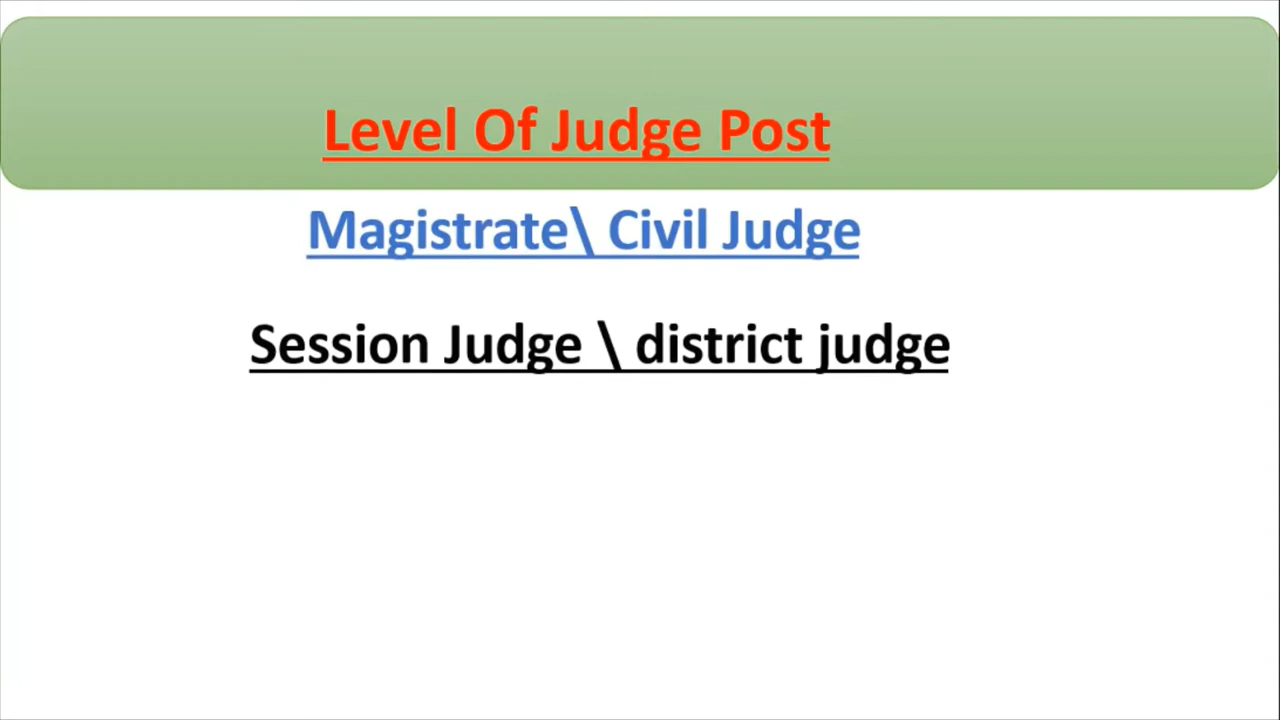 Level Of Judge Post
Magistrate\ Civil Judge
Session Judge \ district judge